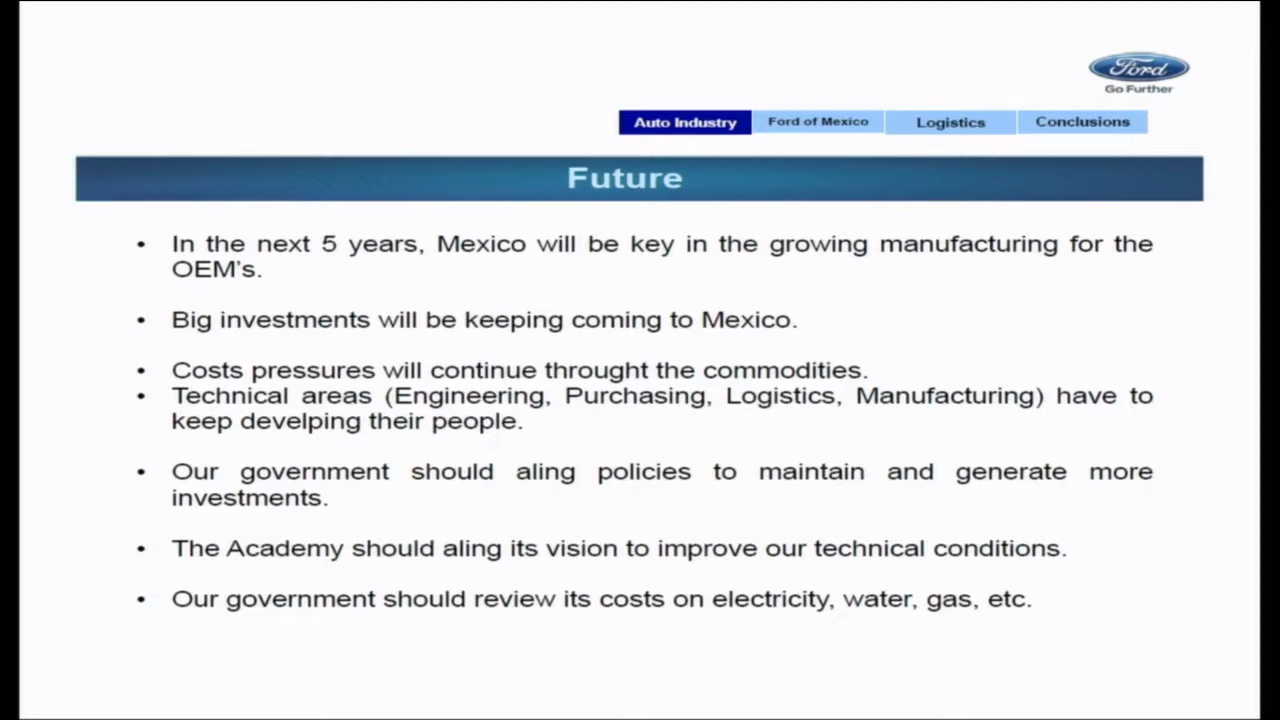 Ford
Go Further
Auto Industry
Ford of Mexico
Logistics
Conclusions
Future
• In the next 5 years, Mexico will be key in the growing manufacturing for the
OEM's.
• Big investments will be keeping coming to Mexico.
• Costs pressures will continue throught the commodities.
• Technical areas (Engineering, Purchasing, Logistics, Manufacturing) have to
keep develping their people.
• Our government should aling policies to maintain and generate more
investments.
• The Academy should aling its vision to improve our technical conditions.
• Our government should review its costs on electricity, water, gas, etc.